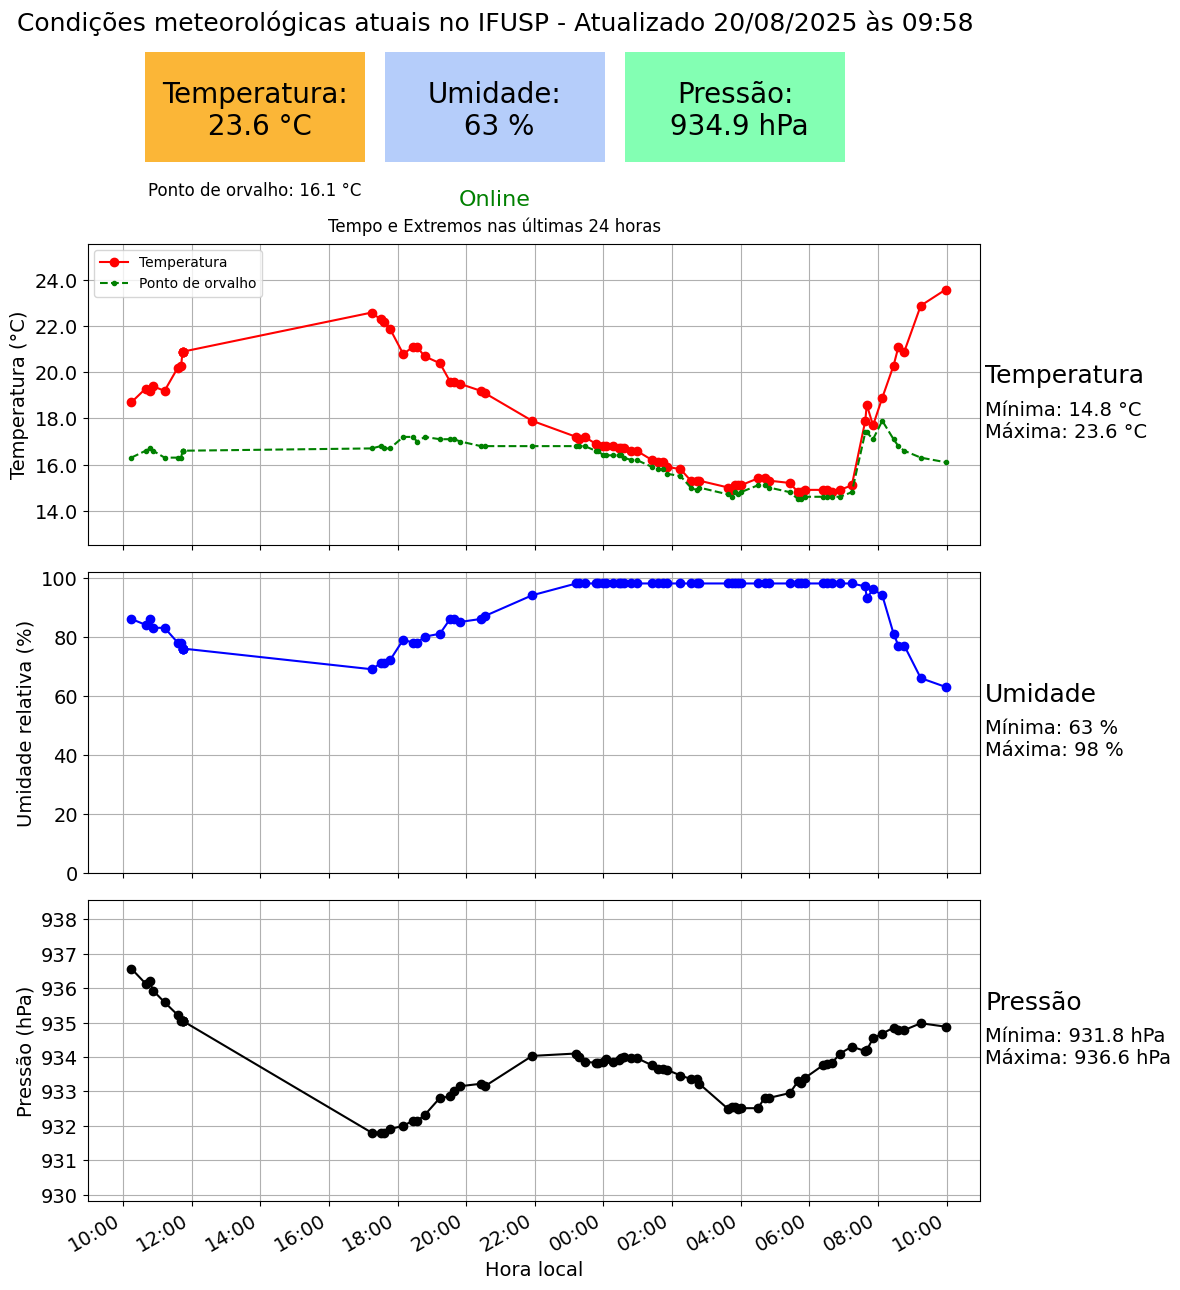 Condições meteorológicas atuais no IFUSP - Atualizado 20/08/2025 às 09:58
Temperatura:
23.6 °C
Umidade:
63 %
Pressão:
934.9 hPa
Ponto de orvalho: 16.1 °C
Online
Tempo e Extremos nas últimas 24 horas
Temperatura
Ponto de orvalho
Temperatura (°C)
24.0
22.0
20.0
18.0
16.0
14.0
Temperatura
Mínima: 14.8 °C
Máxima: 23.6 °C
Umidade relativa (%)
100
80
60
40
20
0
Umidade
Mínima: 63 %
Máxima: 98 %
Pressão (hPa)
938
937
936
935
934
933
932
931
930
Pressão
Mínima: 931.8 hPa
Máxima: 936.6 hPa
10:00
12:00
14:00
16:00
18:00
20:00
22:00
00:00
02:00
04:00
06:00
08:00
10:00
Hora local